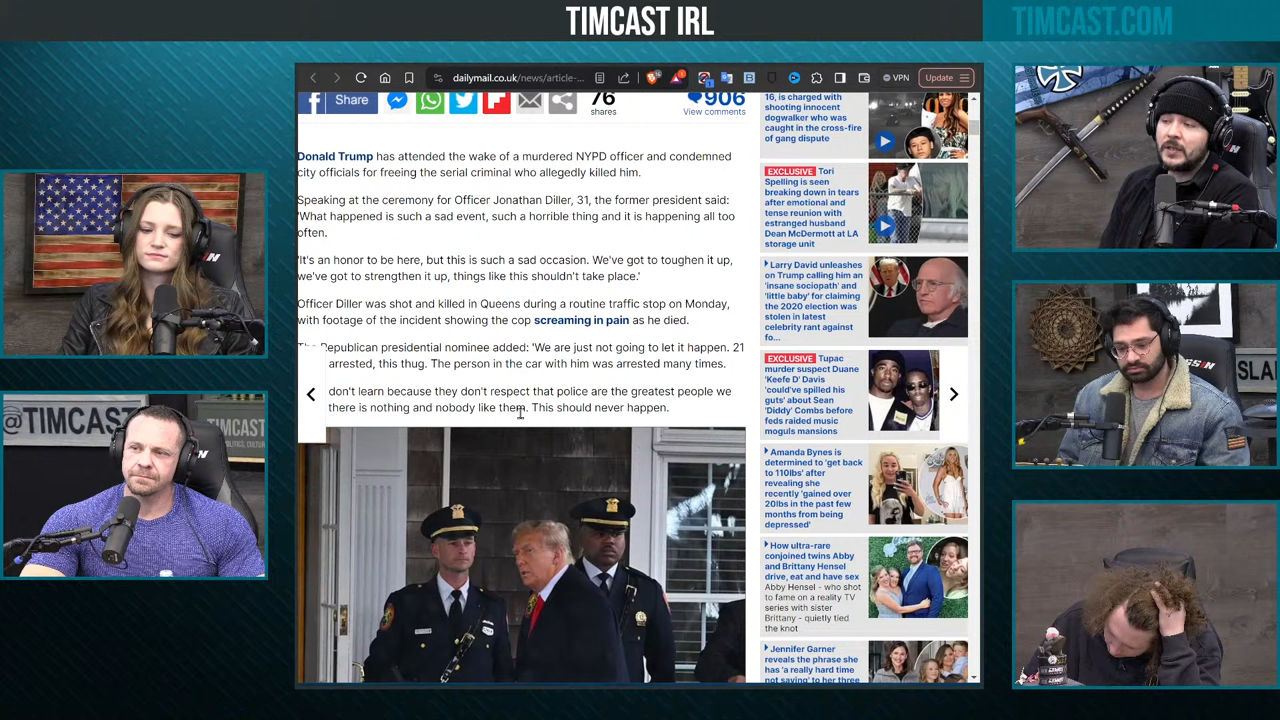 TIMCAST IRL
TIMCAST.COM
dailymail.co.uk/news/article-...
VPN
Update
Share
76
shares
906
View comments
Donald Trump has attended the wake of a murdered NYPD officer and condemned
city officials for freeing the serial criminal who allegedly killed him.
Speaking at the ceremony for Officer Jonathan Diller, 31, the former president said:
'What happened is such a sad event, such a horrible thing and it is happening all too
often.
'It's an honor to be here, but this is such a sad occasion. We've got to toughen it up,
we've got to strengthen it up, things like this shouldn't take place.'
Officer Diller was shot and killed in Queens during a routine traffic stop on Monday,
with footage of the incident showing the cop screaming in pain as he died.
The Republican presidential nominee added: 'We are just not going to let it happen. 21
arrested, this thug. The person in the car with him was arrested many times.
don't learn because they don't respect that police are the greatest people we
there is nothing and nobody like them. This should never happen.
16, is charged with
shooting innocent
dogwalker who was
caught in the cross-fire
of gang dispute
EXCLUSIVE Tori
Spelling is seen
breaking down in tears
after emotional and
tense reunion with
estranged husband
Dean McDermott at LA
storage unit
Larry David unleashes
on Trump calling him an
'insane sociopath' and
'little baby' for claiming
the 2020 election was
stolen in latest
celebrity rant against
fo...
EXCLUSIVE Tupac
murder suspect Duane
'Keefe D' Davis
'could've spilled his
guts' about Sean
'Diddy' Combs before
feds raided music
moguls mansions
Amanda Bynes is
determined to 'get back
to 110lbs' after
revealing she
recently 'gained over
20lbs in the past few
months from being
depressed'
How ultra-rare
conjoined twins Abby
and Brittany Hensel
drive, eat and have sex
Abby Hensel - who shot
to fame on a reality TV
series with sister
Brittany - quietly tied
the knot
Jennifer Garner
reveals the phrase she
has 'a really hard time
not saying' to her three
@TIMCAST